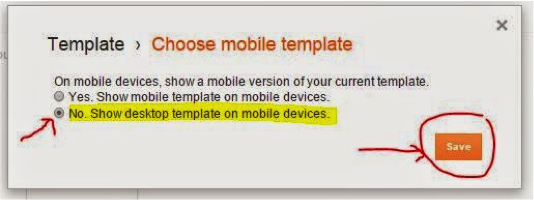 Template › Choose mobile template
On mobile devices, show a mobile version of your current template.
Yes. Show mobile template on mobile devices.
No. Show desktop template on mobile devices.
Save